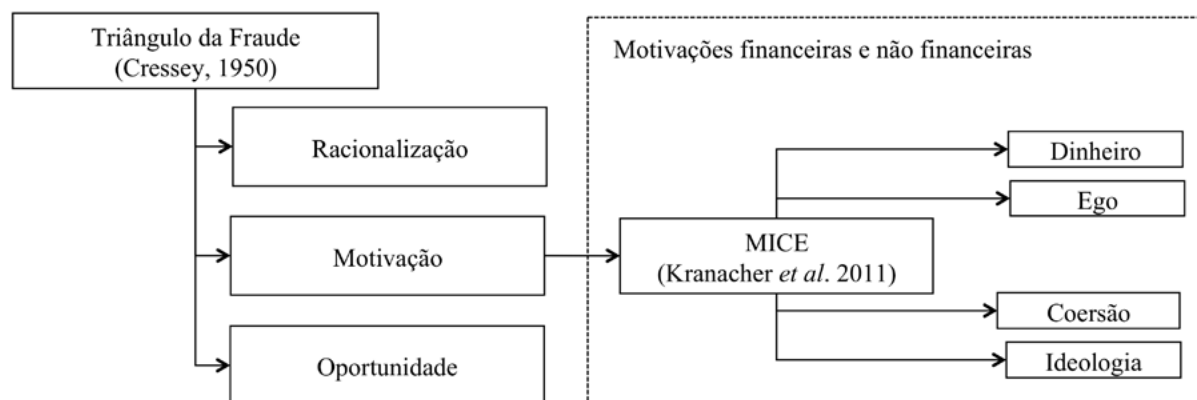 Triângulo da Fraude
(Cressey, 1950)
Racionalização
Motivação
Oportunidade
Motivações financeiras e não financeiras
MICE
(Kranacher et al. 2011)
Dinheiro
Ego
Coersão
Ideologia